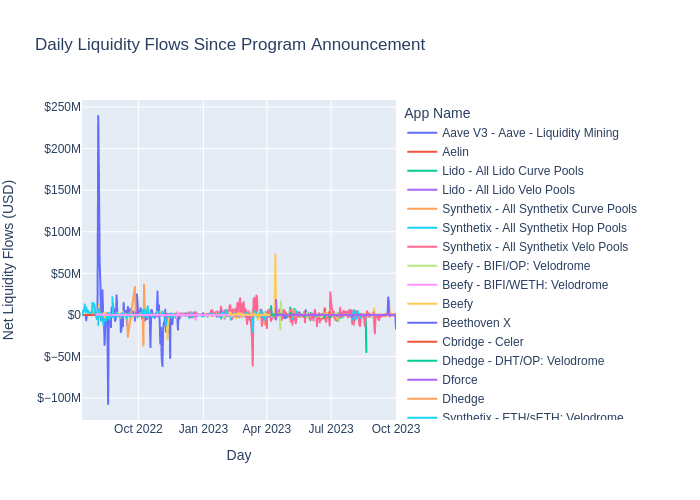 Daily Liquidity Flows Since Program Announcement
Net Liquidity Flows (USD)
$250M
$200M
$150M
$100M
$50M
$0
$−50M
$−100M
Oct 2022
Jan 2023
Apr 2023
Jul 2023
Oct 2023
Day
App Name
Aave V3 - Aave - Liquidity Mining
Aelin
Lido - All Lido Curve Pools
Lido - All Lido Velo Pools
Synthetix - All Synthetix Curve Pools
Synthetix - All Synthetix Hop Pools
Synthetix - All Synthetix Velo Pools
Beefy - BIFI/OP: Velodrome
Beefy - BIFI/WETH: Velodrome
Beefy
Beethoven X
Cbridge - Celer
Dhedge - DHT/OP: Velodrome
Dforce
Dhedge
Synthetix - ETH/sETH: Velodrome